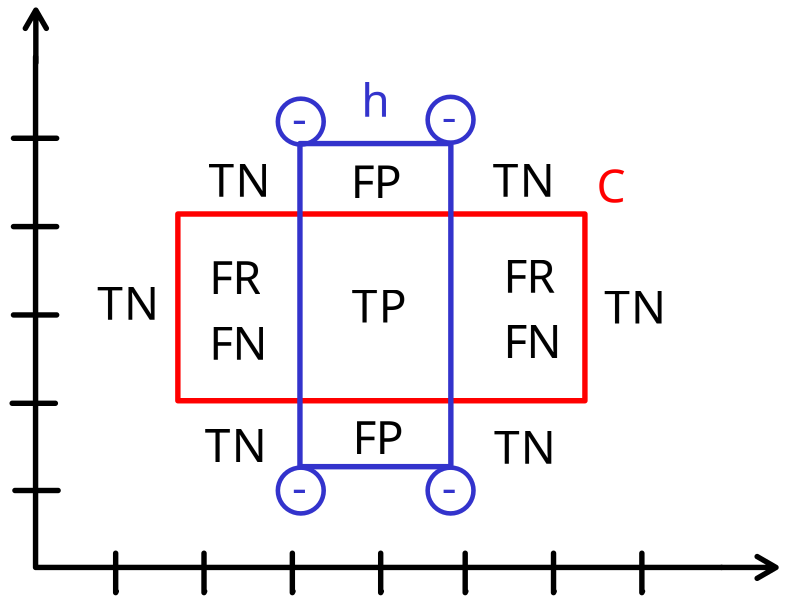 h
- -
TN FP TN C
FR FR
TN TP TN
FN FN
TN FP TN
- -